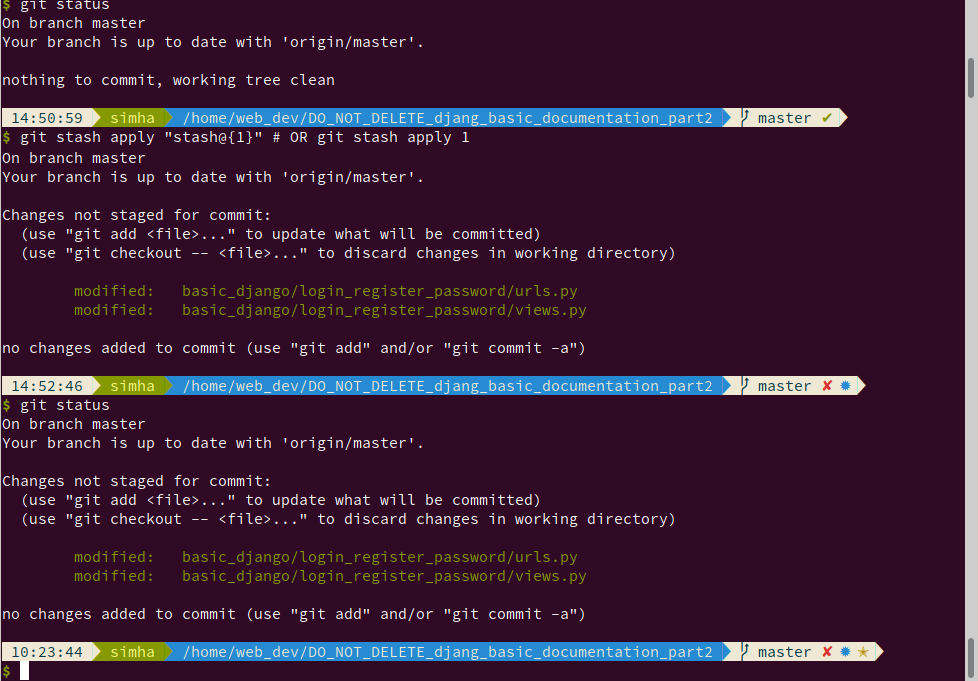 $ git status
On branch master
Your branch is up to date with 'origin/master'.
nothing to commit, working tree clean
14:50:59 simha /home/web_dev/DO_NOT_DELETE_djang_basic_documentation_part2 master ✔
$ git stash apply "stash@{1}" # OR git stash apply 1
On branch master
Your branch is up to date with 'origin/master'.
Changes not staged for commit:
(use "git add <file>..." to update what will be committed)
(use "git checkout -- <file>..." to discard changes in working directory)
modified: basic_django/login_register_password/urls.py
modified: basic_django/login_register_password/views.py
no changes added to commit (use "git add" and/or "git commit -a")
14:52:46 simha /home/web_dev/DO_NOT_DELETE_djang_basic_documentation_part2 master ✘ ✹
$ git status
On branch master
Your branch is up to date with 'origin/master'.
Changes not staged for commit:
(use "git add <file>..." to update what will be committed)
(use "git checkout -- <file>..." to discard changes in working directory)
modified: basic_django/login_register_password/urls.py
modified: basic_django/login_register_password/views.py
no changes added to commit (use "git add" and/or "git commit -a")
10:23:44 simha /home/web_dev/DO_NOT_DELETE_djang_basic_documentation_part2 master ✘ ✹ ✭
$